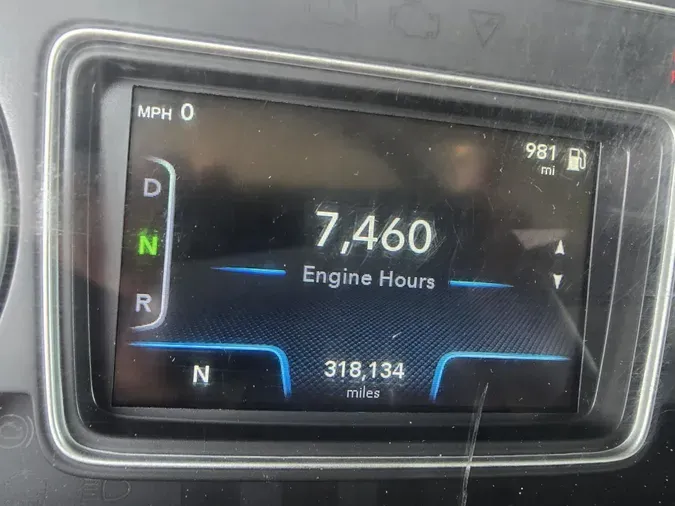 MPH 0
981
mi
D
7,460
N
Engine Hours
R
N
318,134
miles